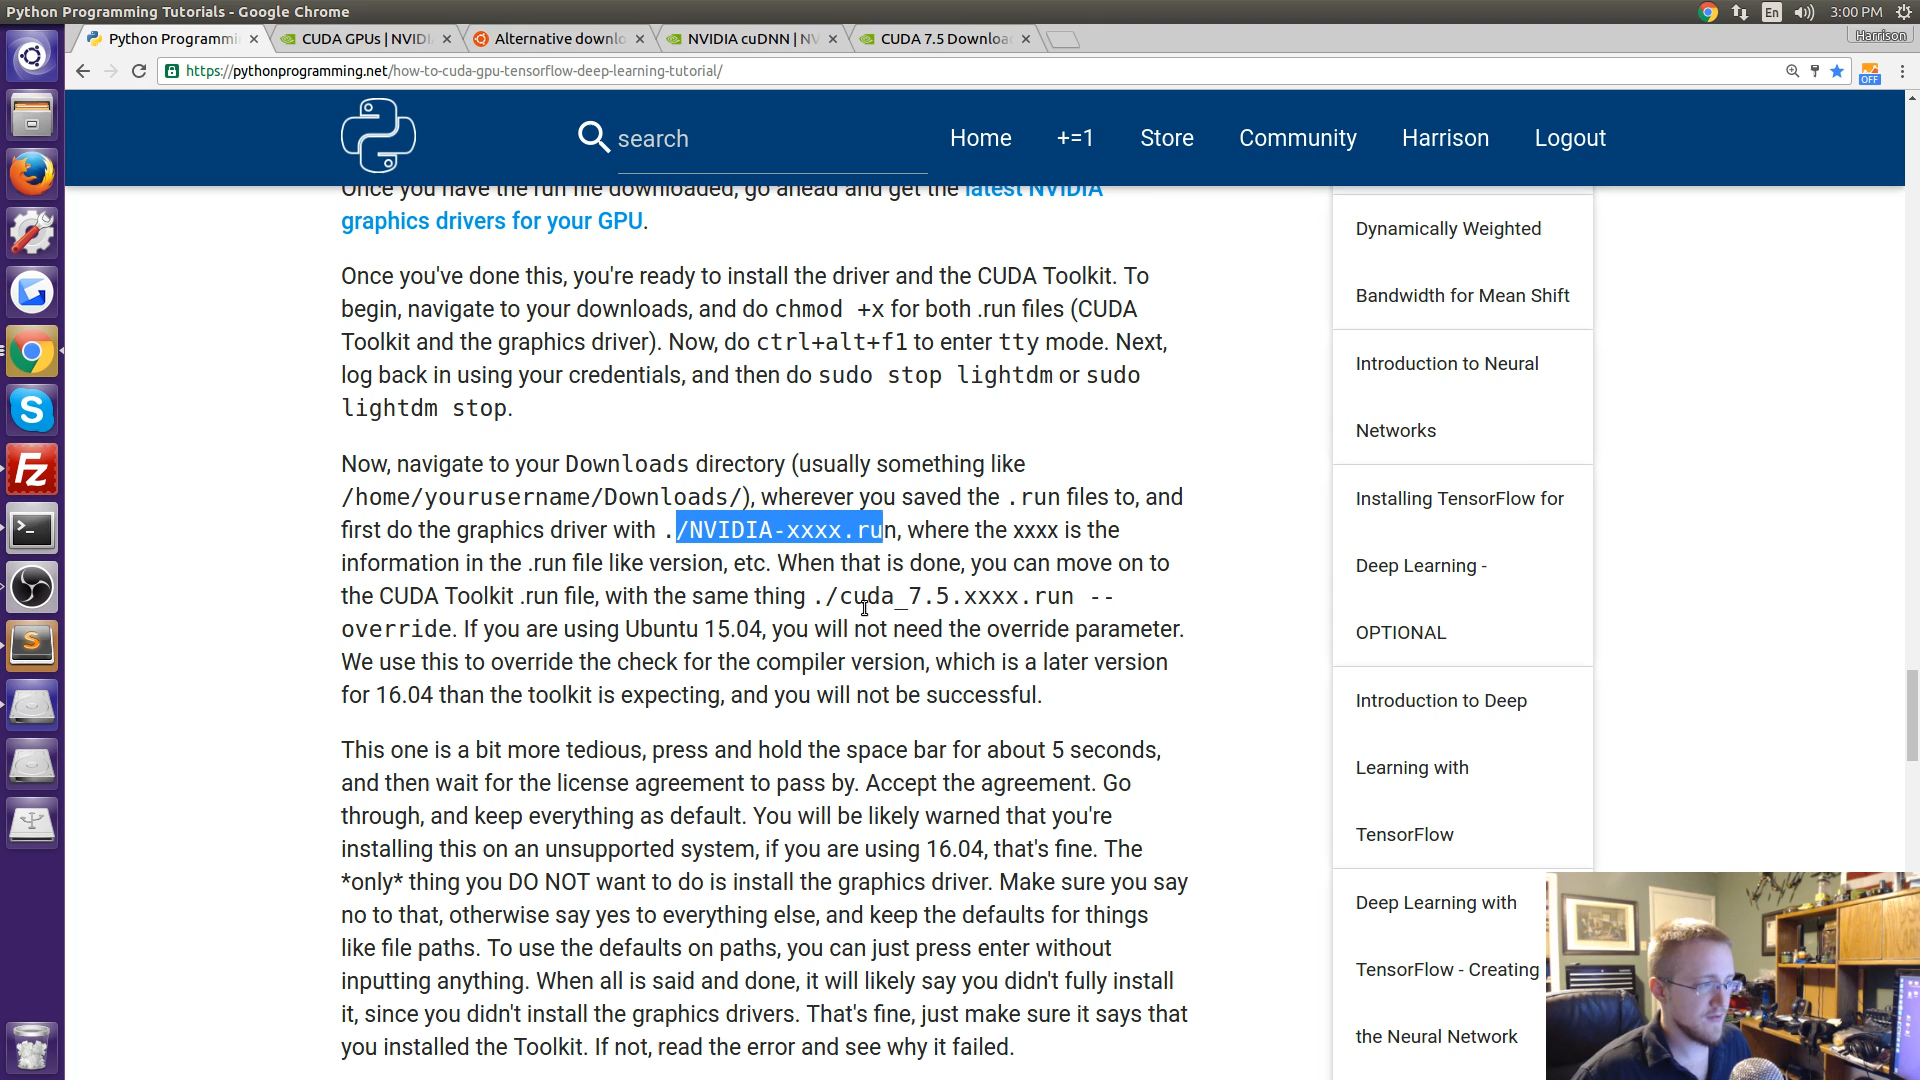 Python Programming Tutorials - Google Chrome
En
3:00 PM
Python Programmi
CUDA GPUs | NVIDI
Alternative downlo
NVIDIA cuDNN | NV
CUDA 7.5 Downloa
Harrison
https://pythonprogramming.net/how-to-cuda-gpu-tensorflow-deep-learning-tutorial/
OFF
search
Home
+=1
Store
Community
Harrison
Logout
Once you have the run file downloaded, go ahead and get the latest NVIDIA
graphics drivers for your GPU.
Once you've done this, you're ready to install the driver and the CUDA Toolkit. To
begin, navigate to your downloads, and do chmod +x for both .run files (CUDA
Toolkit and the graphics driver). Now, do ctrl+alt+f1 to enter tty mode. Next,
log back in using your credentials, and then do sudo stop lightdm or sudo
lightdm stop.
Now, navigate to your Downloads directory (usually something like
/home/yourusername/Downloads/), wherever you saved the .run files to, and
first do the graphics driver with ./NVIDIA-xxxx.run, where the xxxx is the
information in the .run file like version, etc. When that is done, you can move on to
the CUDA Toolkit .run file, with the same thing ./cuda_7.5.xxxx.run --
override. If you are using Ubuntu 15.04, you will not need the override parameter.
We use this to override the check for the compiler version, which is a later version
for 16.04 than the toolkit is expecting, and you will not be successful.
This one is a bit more tedious, press and hold the space bar for about 5 seconds,
and then wait for the license agreement to pass by. Accept the agreement. Go
through, and keep everything as default. You will be likely warned that you're
installing this on an unsupported system, if you are using 16.04, that's fine. The
*only* thing you DO NOT want to do is install the graphics driver. Make sure you say
no to that, otherwise say yes to everything else, and keep the defaults for things
like file paths. To use the defaults on paths, you can just press enter without
inputting anything. When all is said and done, it will likely say you didn't fully install
it, since you didn't install the graphics drivers. That's fine, just make sure it says that
you installed the Toolkit. If not, read the error and see why it failed.
Dynamically Weighted
Bandwidth for Mean Shift
Introduction to Neural
Networks
Installing TensorFlow for
Deep Learning -
OPTIONAL
Introduction to Deep
Learning with
TensorFlow
Deep Learning with
TensorFlow - Creating
the Neural Network